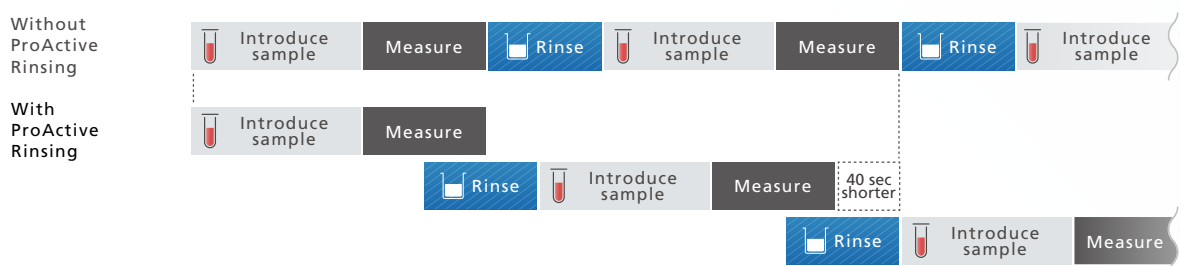 Without
ProActive
Rinsing
Introduce
sample
Measure
Rinse
Introduce
sample
Measure
Rinse
Introduce
sample
With
ProActive
Rinsing
Introduce
sample
Measure
Rinse
Introduce
sample
Measure
40 sec
shorter
Rinse
Introduce
sample
Measure